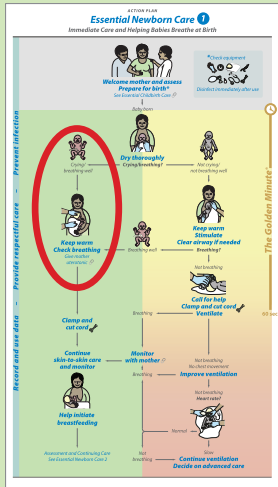 ACTION PLAN
Essential Newborn Care 1
Immediate Care and Helping Babies Breathe at Birth
Welcome mother and assess
Prepare for birth*
See Essential Childbirth Care
*Check equipment
Disinfect immediately after use
Baby born
Dry thoroughly
Crying/breathing?
Crying/
breathing well
Not crying/
not breathing well
Keep warm
Check breathing
Give mother
uterotonic
Keep warm
Stimulate
Clear airway if needed
Breathing?
Breathing well
Not breathing
Call for help
Clamp and cut cord
Ventilate
Clamp and
cut cord
Breathing
60 sec
Continue
skin-to-skin care
and monitor
Monitor
with mother
Not breathing
No chest movement
Breathing
Improve ventilation
Not breathing
Heart rate?
Help initiate
breastfeeding
Normal
Slow
Assessment and Continuing Care
See Essential Newborn Care 2
Not
breathing
Continue ventilation
Decide on advanced care
Record and use data – Provide respectful care – Prevent infection
The Golden Minute®